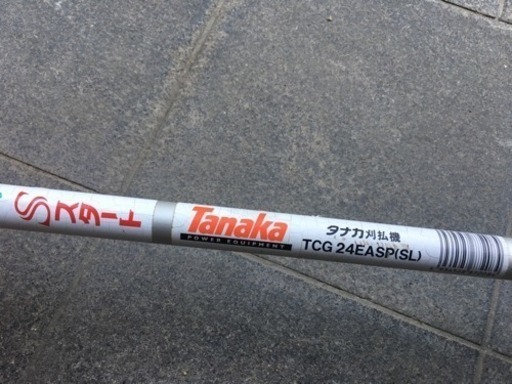 Sスタート
Tanaka
POWER EQUIPMENT
タナカ刈払機
TCG 24EASP(SL)